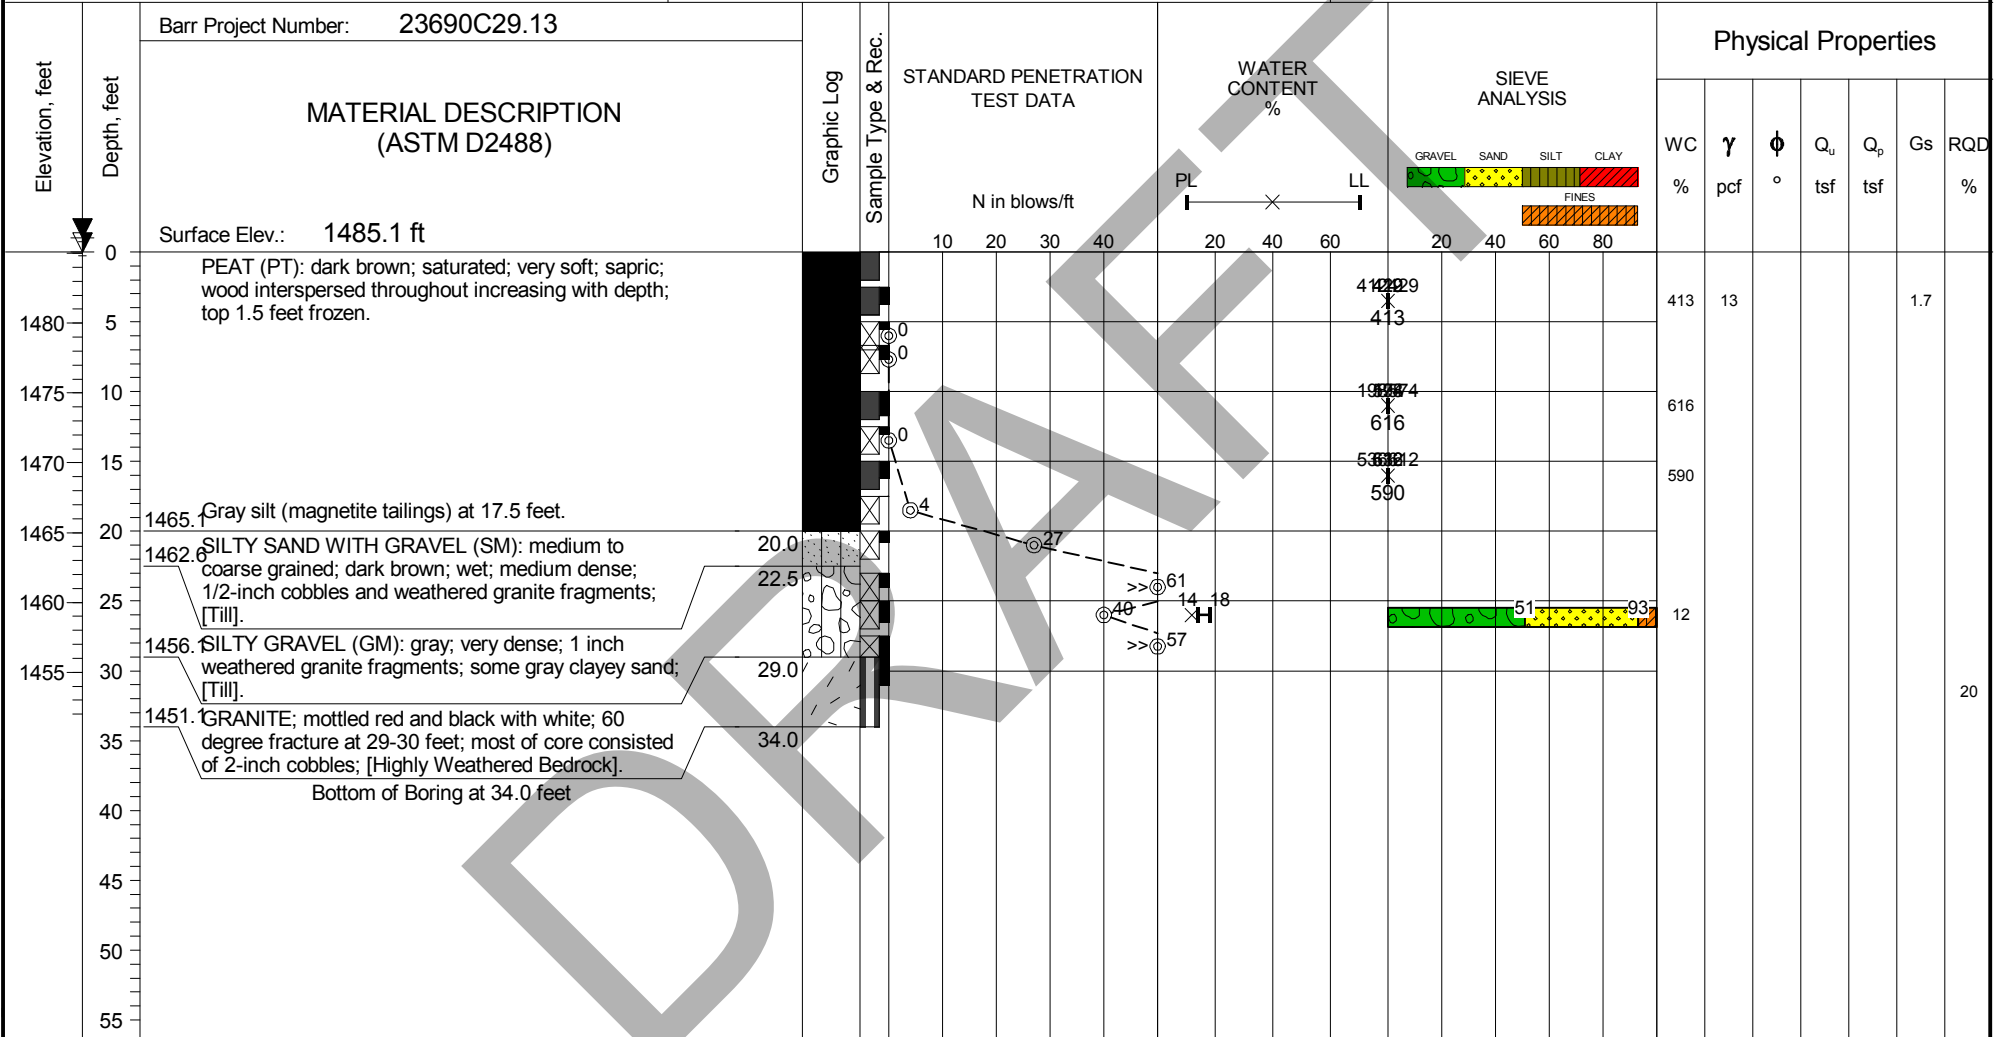 Barr Project Number: 23690C29.13
Elevation, feet
Depth, feet
MATERIAL DESCRIPTION
(ASTM D2488)
Surface Elev.: 1485.1 ft
Graphic Log
Sample Type & Rec.
STANDARD PENETRATION
TEST DATA
N in blows/ft
10 20 30 40
WATER
CONTENT
%
PL LL
20 40 60
SIEVE
ANALYSIS
GRAVEL SAND SILT CLAY
FINES
20 40 60 80
Physical Properties
WC γ ϕ Qu Qp Gs RQD
% pcf ° tsf tsf %
0
PEAT (PT): dark brown; saturated; very soft; sapric;
wood interspersed throughout increasing with depth;
top 1.5 feet frozen.
413
413 13 1.7
1480 5
0
0
1475 10
616
616
0
1470 15
590
590
Gray silt (magnetite tailings) at 17.5 feet.
4
1465.1
1465 20
20.0
SILTY SAND WITH GRAVEL (SM): medium to
coarse grained; dark brown; wet; medium dense;
1/2-inch cobbles and weathered granite fragments;
[Till].
27
1462.6
22.5
61
>>
1460 25
40
14 18
51 93
12
SILTY GRAVEL (GM): gray; very dense; 1 inch
weathered granite fragments; some gray clayey sand;
[Till].
>> 57
1456.1
29.0
1455 30
20
GRANITE; mottled red and black with white; 60
degree fracture at 29-30 feet; most of core consisted
of 2-inch cobbles; [Highly Weathered Bedrock].
1451.1
34.0
35
Bottom of Boring at 34.0 feet
40
45
50
55
DRAFT